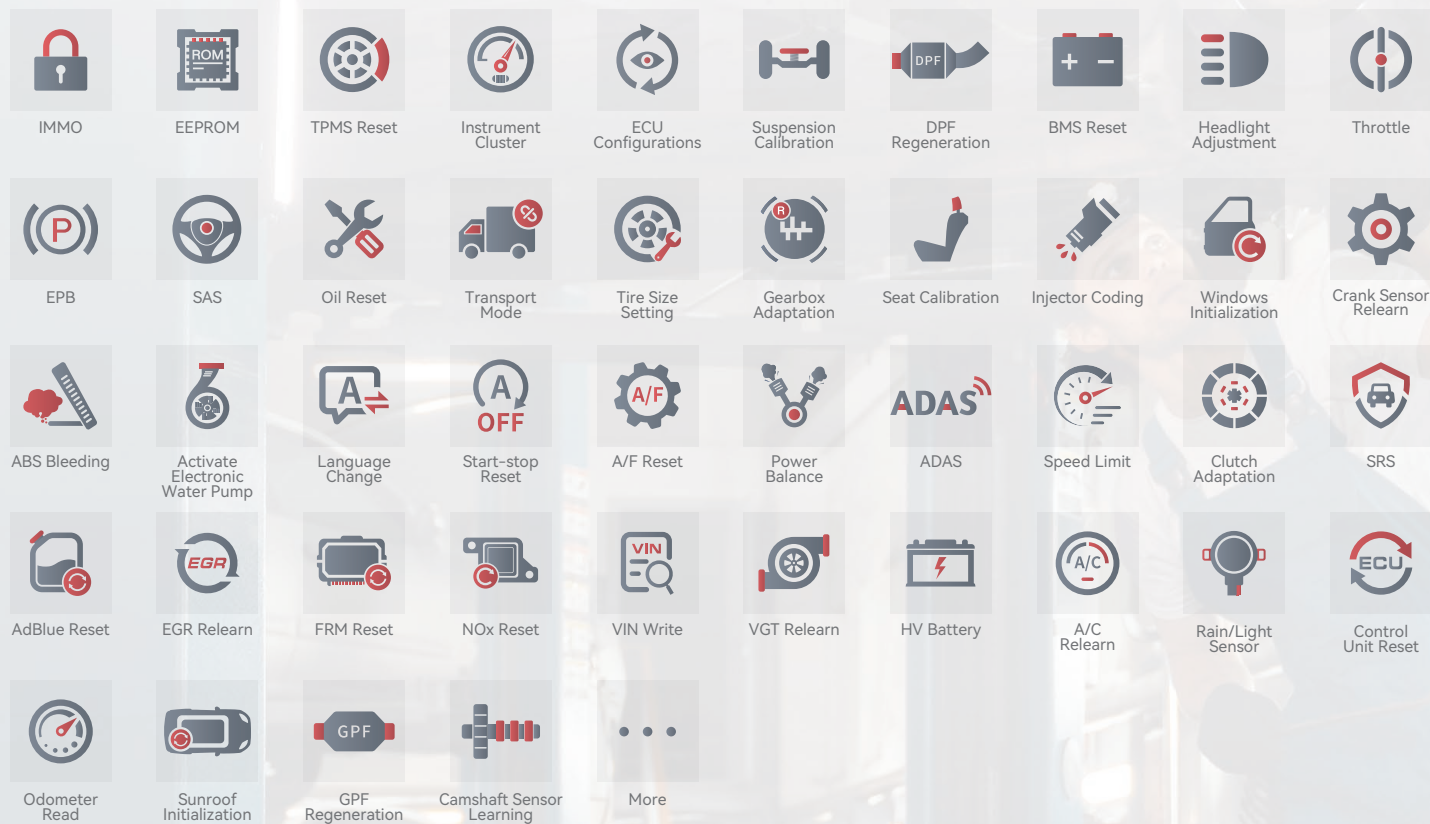 ROM
DPF
IMMO
EEPROM
TPMS Reset
Instrument
Cluster
ECU
Configurations
Suspension
Calibration
DPF
Regeneration
BMS Reset
Headlight
Adjustment
Throttle
P
R
EPB
SAS
Oil Reset
Transport
Mode
Tire Size
Setting
Gearbox
Adaptation
Seat Calibration
Injector Coding
Windows
Initialization
Crank Sensor
Relearn
A
A
OFF
A/F
ADAS
ABS Bleeding
Activate
Electronic
Water Pump
Language
Change
Start-stop
Reset
A/F Reset
Power
Balance
ADAS
Speed Limit
Clutch
Adaptation
SRS
EGR
VIN
A/C
ECU
AdBlue Reset
EGR Relearn
FRM Reset
NOx Reset
VIN Write
VGT Relearn
HV Battery
A/C
Relearn
Rain/Light
Sensor
Control
Unit Reset
GPF
Odometer
Read
Sunroof
Initialization
GPF
Regeneration
Camshaft Sensor
Learning
More